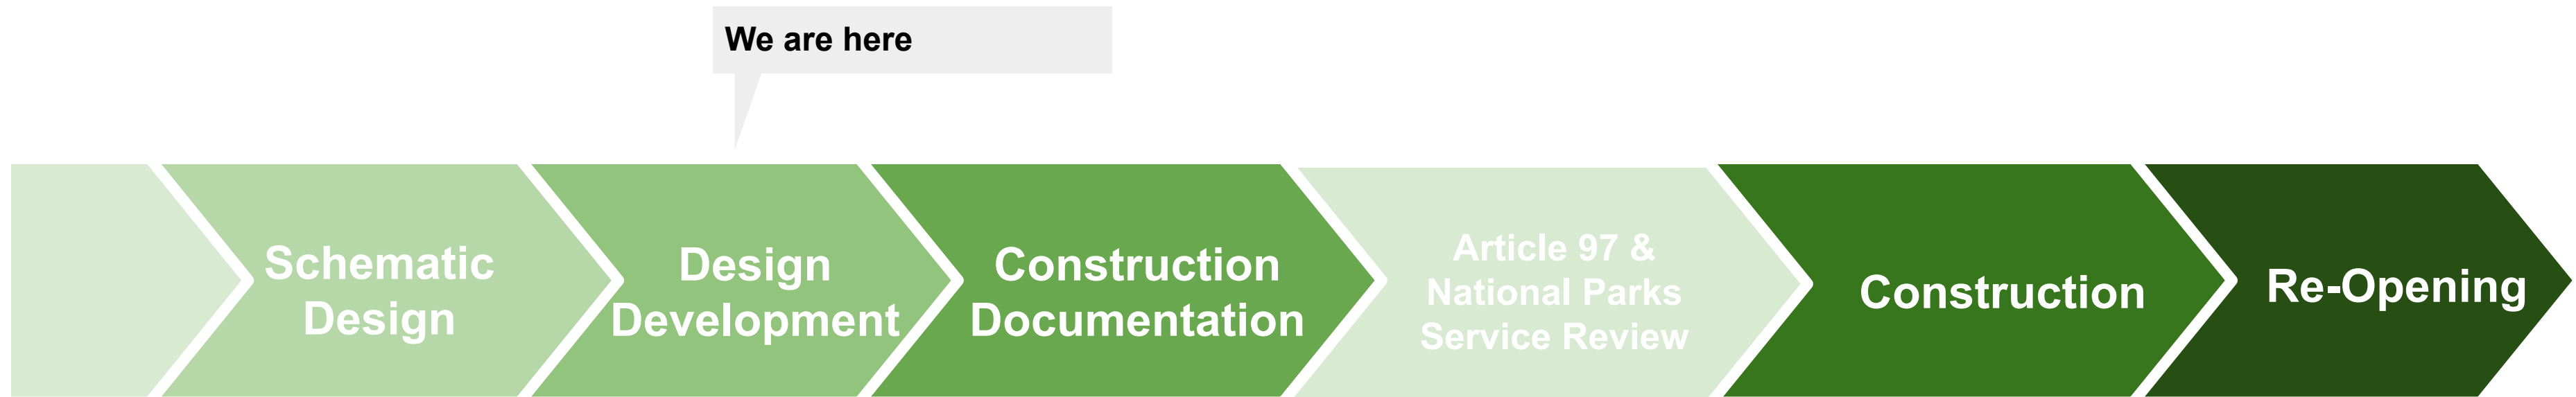 We are here
Schematic
Design
Design
Development
Construction
Documentation
Article 97 &
National Parks
Service Review
Construction
Re-Opening